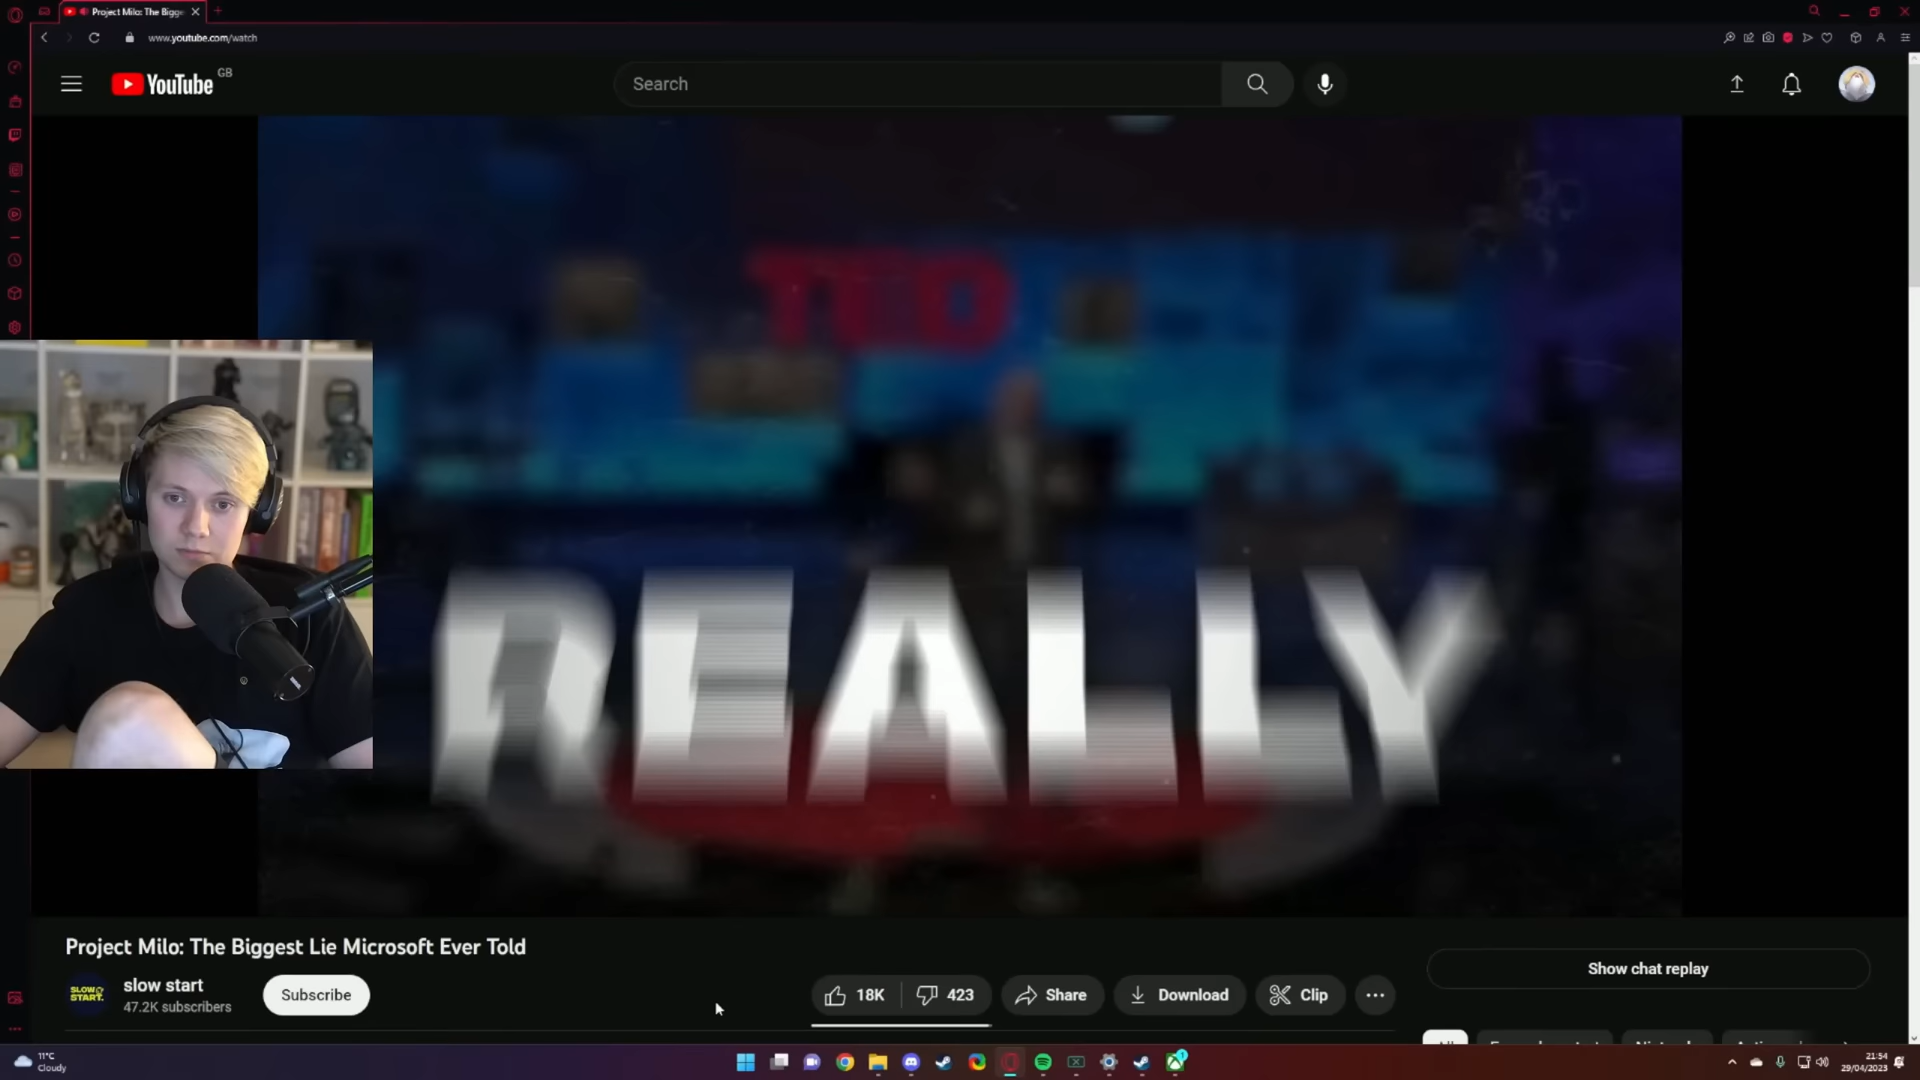 Project Milo: The Bigge
www.youtube.com/watch
YouTube GB
Search
TED
REALLY
Project Milo: The Biggest Lie Microsoft Ever Told
SLOW START.
slow start
47.2K subscribers
Subscribe
18K
423
Share
Download
Clip
Show chat replay
11°C
Cloudy
21:54
29/04/2023